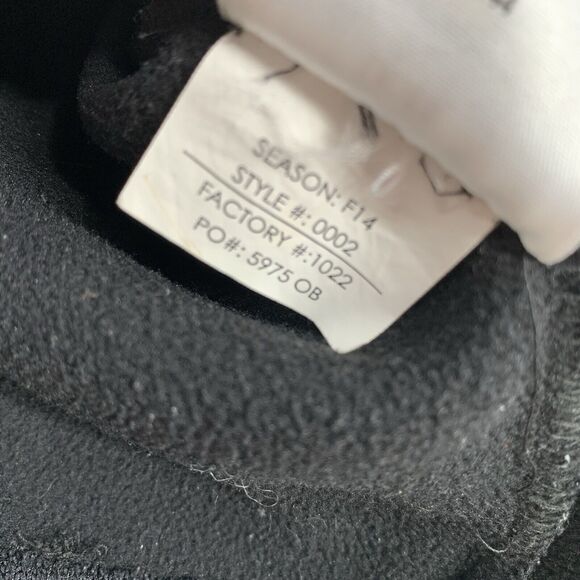 SEASON: F14
STYLE #: 0002
FACTORY #:1022
PO#: 5975 OB